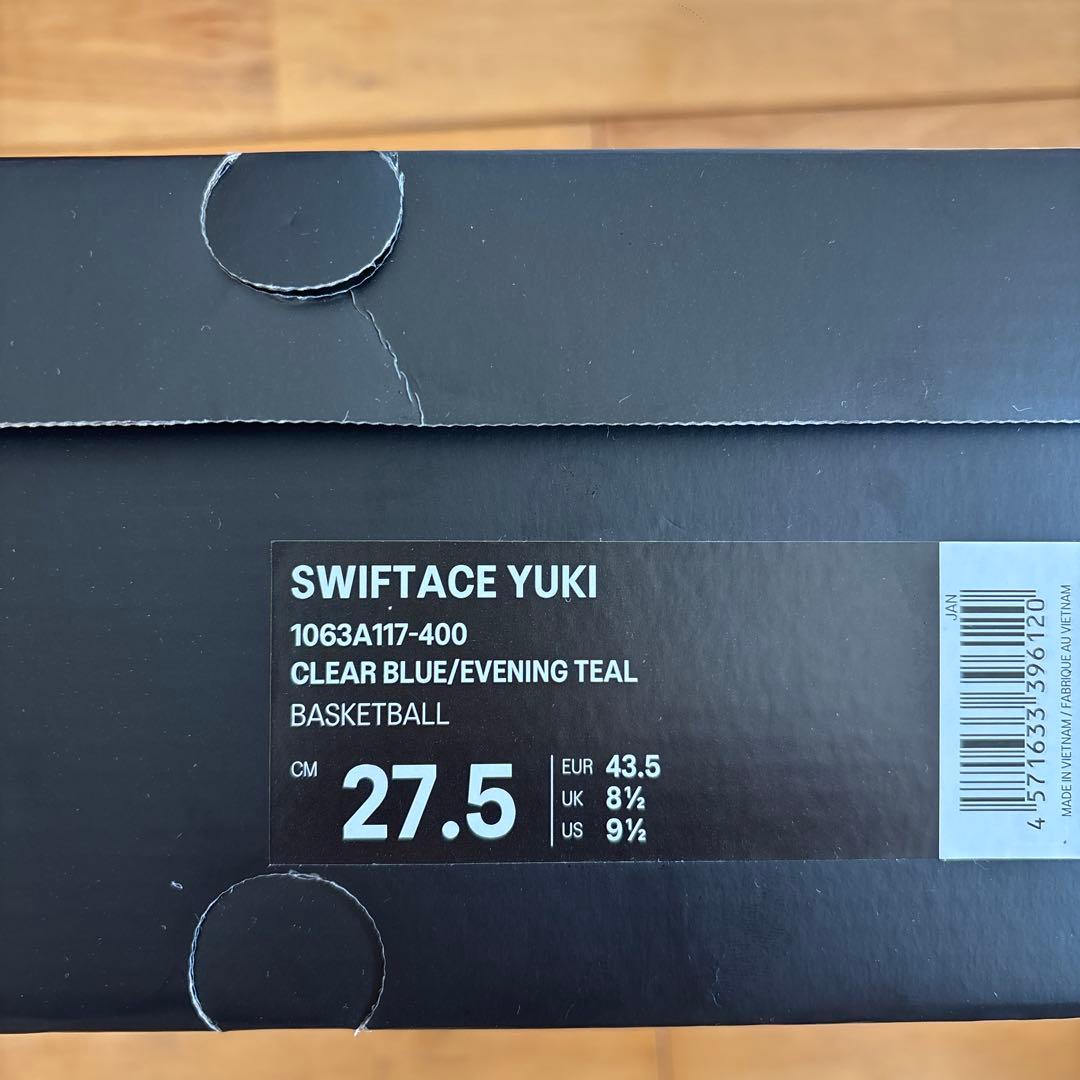 SWIFTACE YUKI
1063A117-400
CLEAR BLUE/EVENING TEAL
BASKETBALL
CM 27.5
EUR 43.5
UK 8½
US 9½
JAN
4 571633 396120
MADE IN VIETNAM / FABRIQUE AU VIETNAM